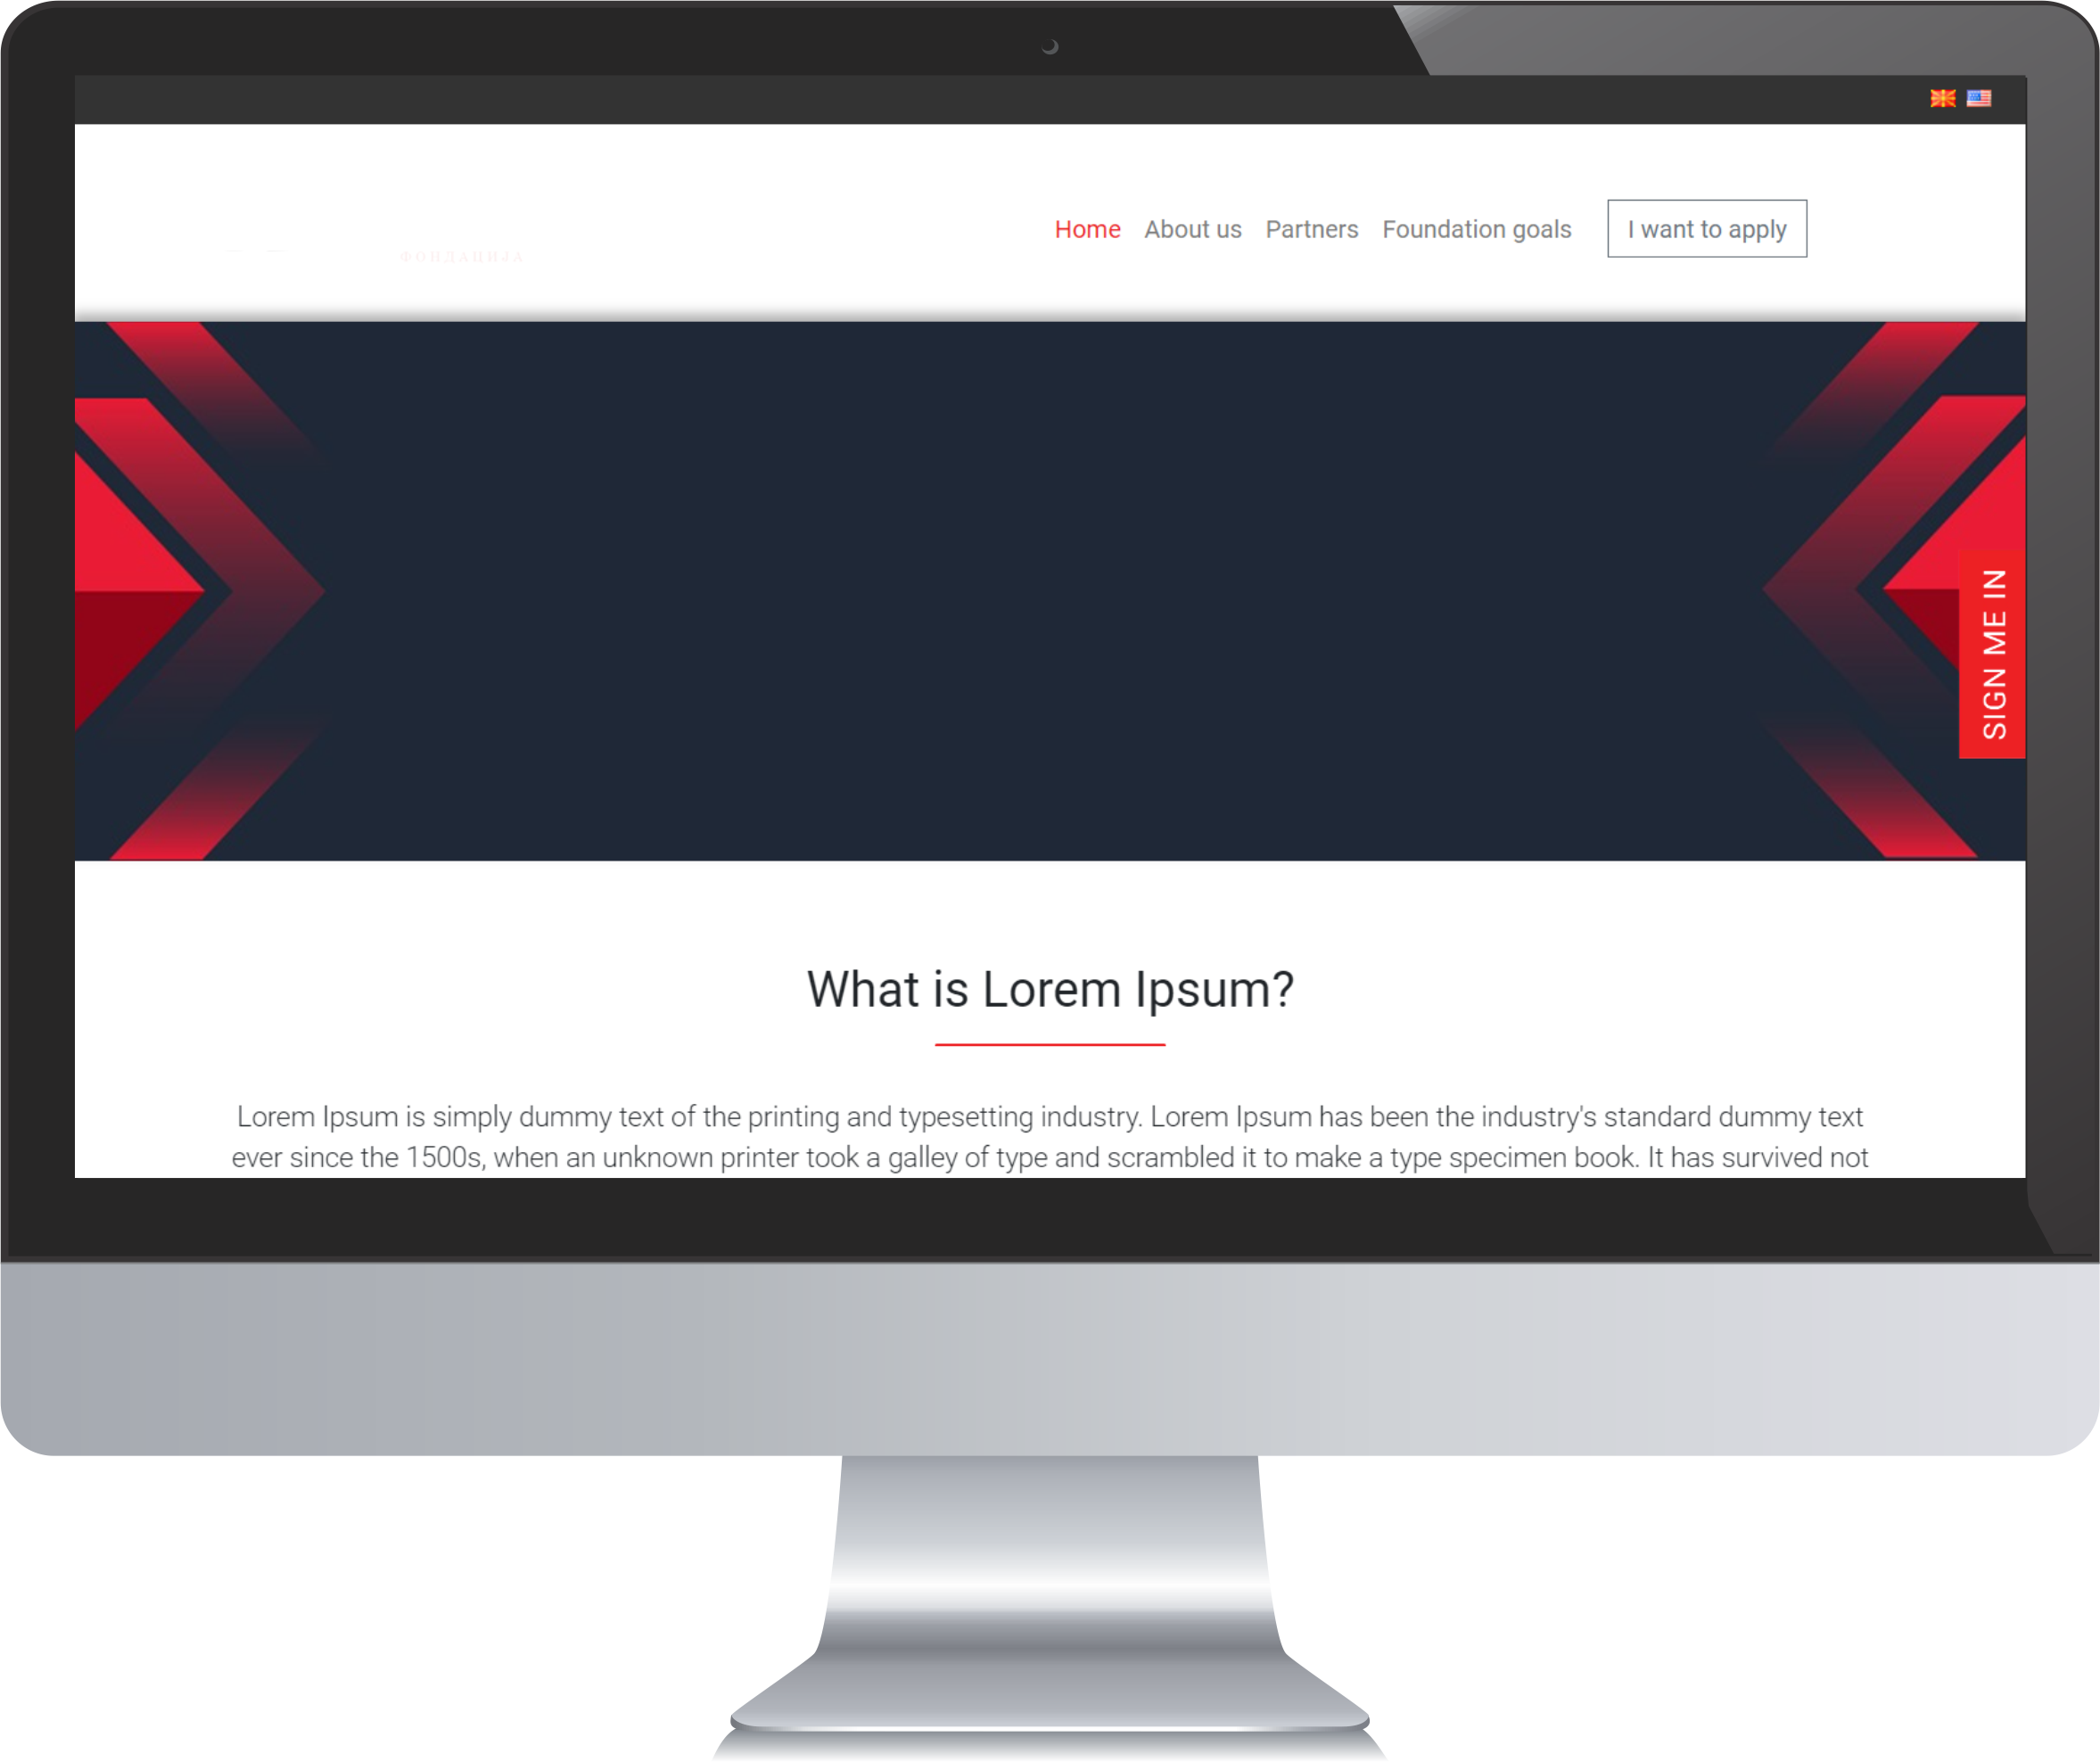 Home About us Partners Foundation goals I want to apply
ФОНДАЦИЈА
SIGN ME IN
What is Lorem Ipsum?
Lorem Ipsum is simply dummy text of the printing and typesetting industry. Lorem Ipsum has been the industry's standard dummy text
ever since the 1500s, when an unknown printer took a galley of type and scrambled it to make a type specimen book. It has survived not